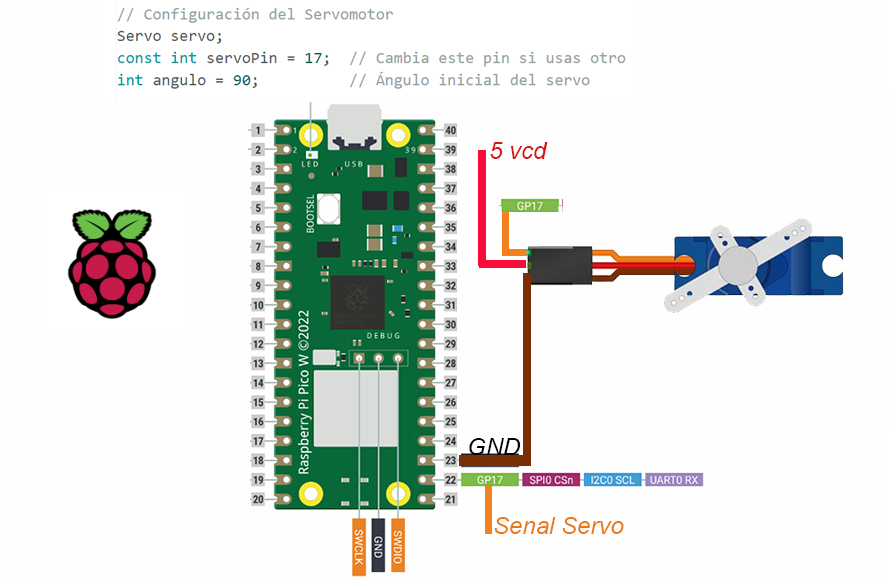 // Configuración del Servomotor
Servo servo;
const int servoPin = 17;  // Cambia este pin si usas otro
int angulo = 90;          // Ángulo inicial del servo
1 1 40
2 2 LED USB 39 39
3 38
4 BOOTSEL 37
5 36
6 35
7 34
8 33
9 32
10 31
11 30
12 DEBUG 29
13 28
14 27
15 26
16 25
17 24
18 23
19 22
20 21
Raspberry Pi Pico W ©2022
SWCLK
GND
SWDIO
5 vcd
GP17
GND
GP17 SPI0 CSn I2C0 SCL UART0 RX
Senal Servo